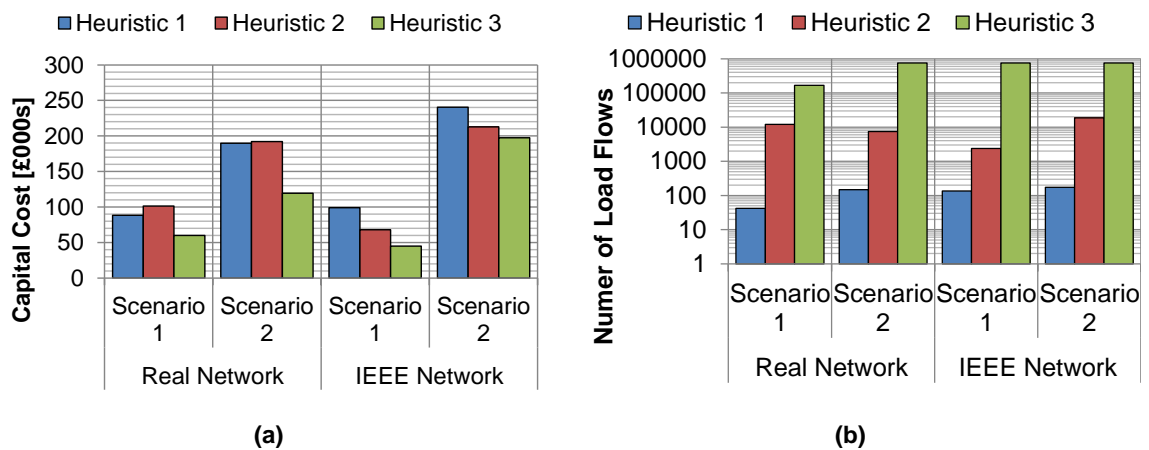 Heuristic 1 Heuristic 2 Heuristic 3
Capital Cost [£000s]
300
250
200
150
100
50
0
Scenario 1
Scenario 2
Scenario 1
Scenario 2
Real Network
IEEE Network
(a)
Heuristic 1 Heuristic 2 Heuristic 3
Numer of Load Flows
1000000
100000
10000
1000
100
10
1
Scenario 1
Scenario 2
Scenario 1
Scenario 2
Real Network
IEEE Network
(b)